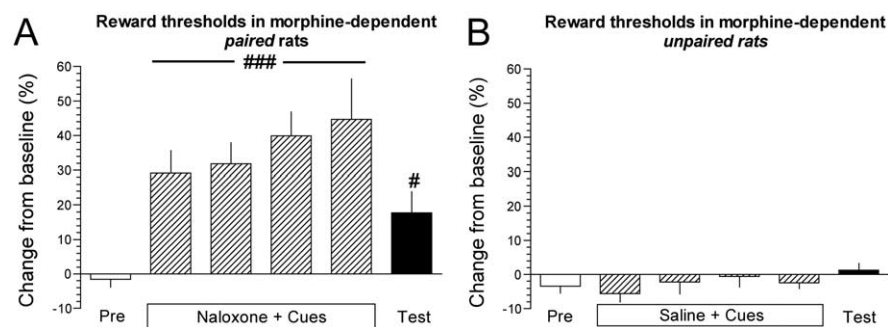 A
Reward thresholds in morphine-dependent
paired rats
###
Change from baseline (%)
60
50
40
30
20
10
0
-10
#
Pre
Naloxone + Cues
Test
B
Reward thresholds in morphine-dependent
unpaired rats
Change from baseline (%)
60
50
40
30
20
10
0
-10
Pre
Saline + Cues
Test